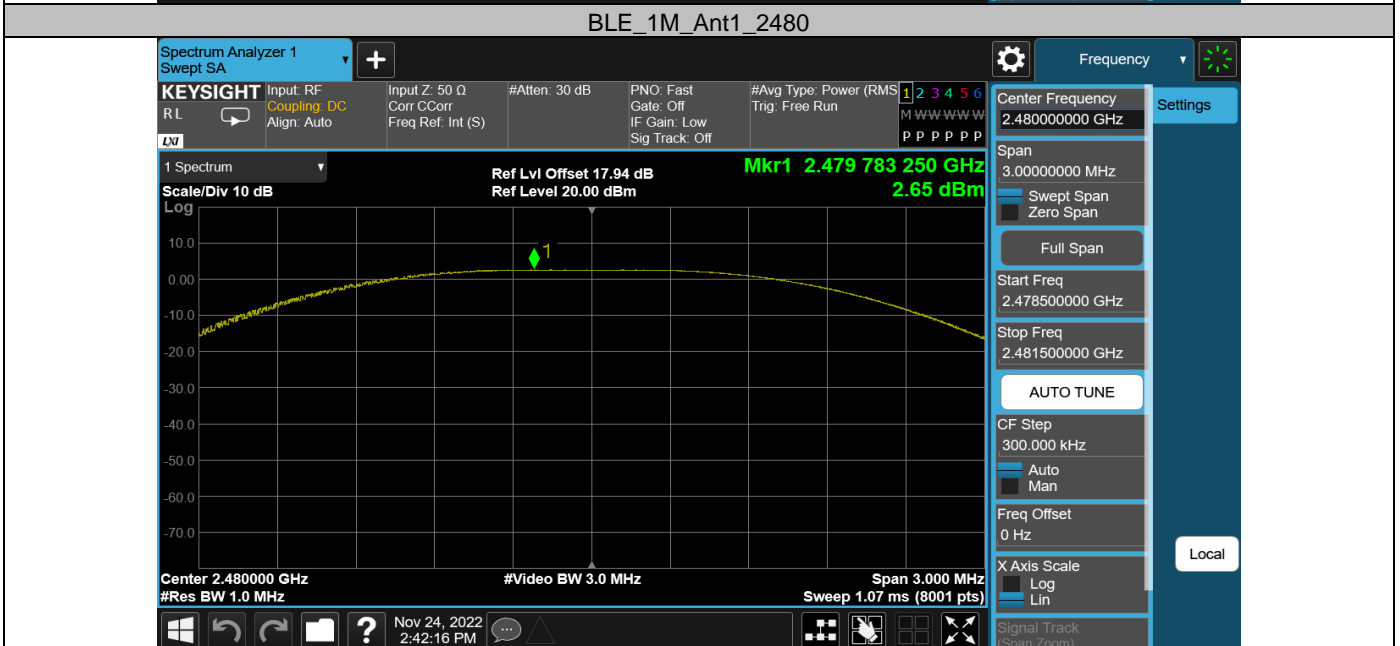 BLE_1M_Ant1_2480
Spectrum Analyzer 1
Swept SA
Frequency
KEYSIGHT
RL
LXI
Input: RF
Coupling: DC
Align: Auto
Input Z: 50 Ω
Corr CCorr
Freq Ref: Int (S)
#Atten: 30 dB
PNO: Fast
Gate: Off
IF Gain: Low
Sig Track: Off
#Avg Type: Power (RMS
Trig: Free Run
1 2 3 4 5 6
M W W W W W
P P P P P P
1 Spectrum
Scale/Div 10 dB
Log
Ref Lvl Offset 17.94 dB
Ref Level 20.00 dBm
Mkr1 2.479 783 250 GHz
2.65 dBm
1
10.0
0.00
-10.0
-20.0
-30.0
-40.0
-50.0
-60.0
-70.0
Center 2.480000 GHz
#Res BW 1.0 MHz
#Video BW 3.0 MHz
Span 3.000 MHz
Sweep 1.07 ms (8001 pts)
Center Frequency
2.480000000 GHz
Settings
Span
3.00000000 MHz
Swept Span
Zero Span
Full Span
Start Freq
2.478500000 GHz
Stop Freq
2.481500000 GHz
AUTO TUNE
CF Step
300.000 kHz
Auto
Man
Freq Offset
0 Hz
Local
X Axis Scale
Log
Lin
Signal Track
(Span Zoom)
?
Nov 24, 2022
2:42:16 PM